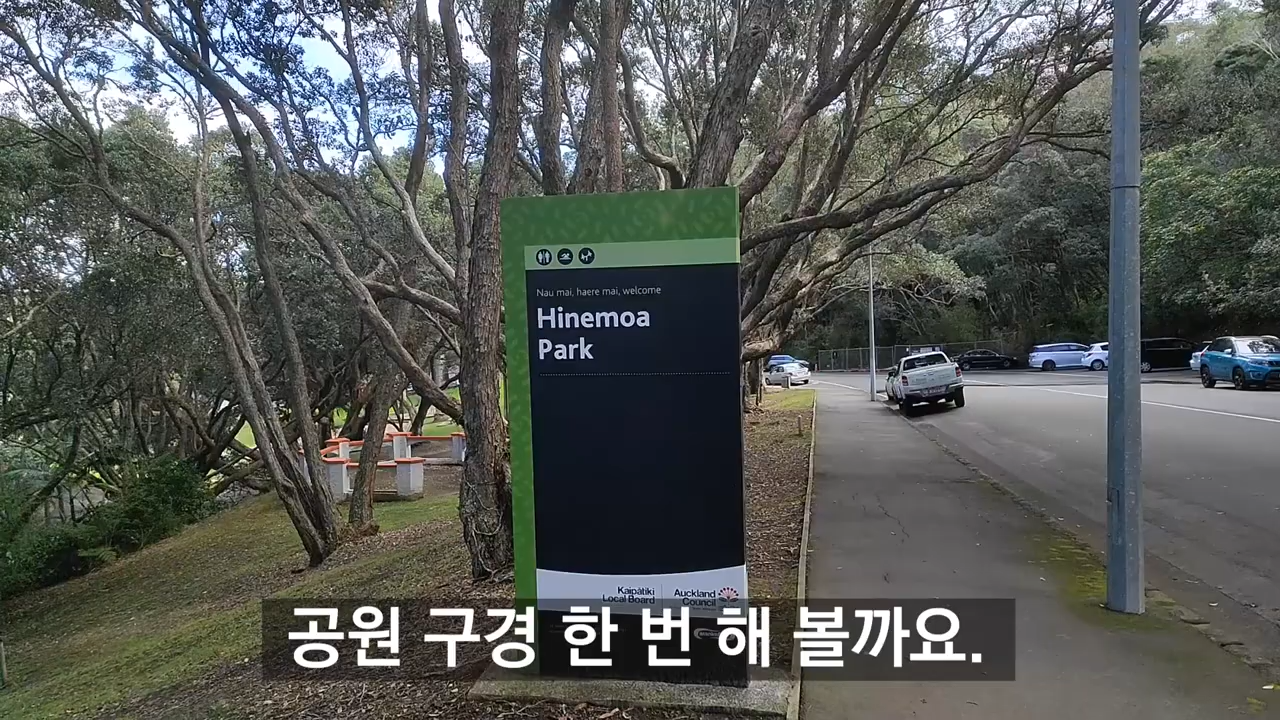 Nau mai, haere mai, welcome
Hinemoa
Park
Kaipātiki
Local Board
Auckland
Council
공원 구경 한 번 해 볼까요.